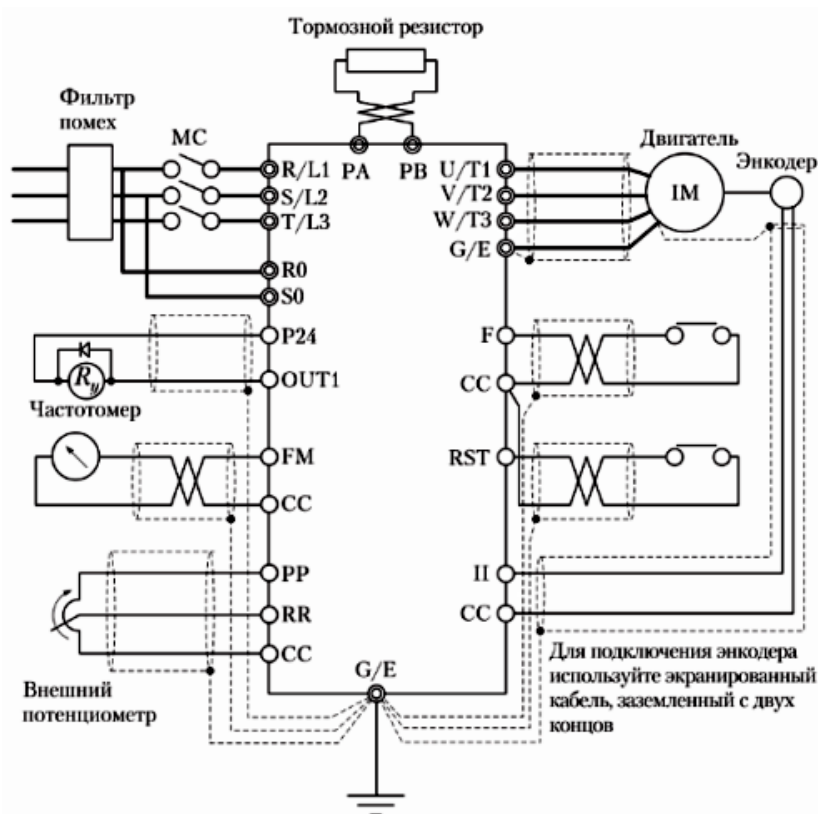 Тормозной резистор
Фильтр
помех
МС
Двигатель
Энкодер
R/L1
PA
PB
U/T1
S/L2
V/T2
IM
T/L3
W/T3
G/E
R0
S0
P24
F
OUT1
CC
Ry
Частотомер
FM
RST
CC
PP
II
RR
CC
CC
G/E
Внешний
потенциометр
Для подключения энкодера
используйте экранированный
кабель, заземленный с двух
концов